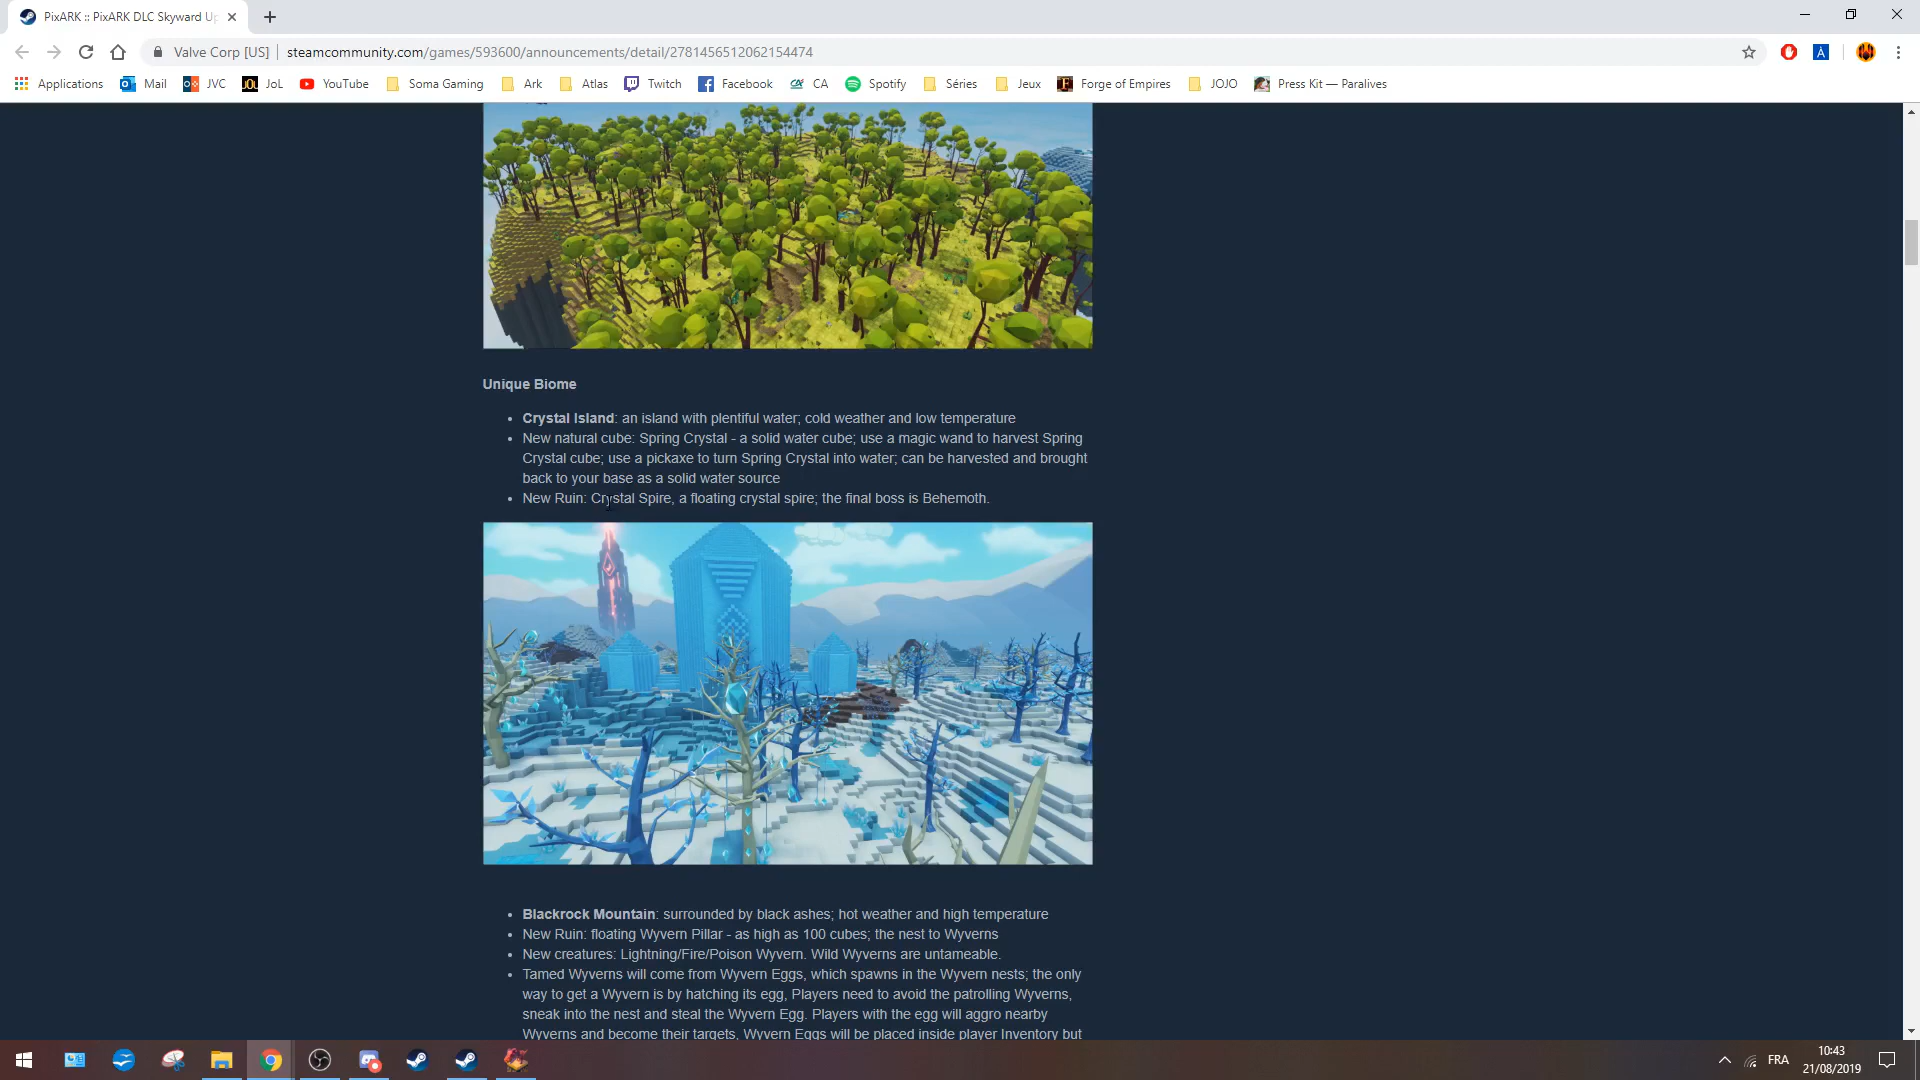 PixARK :: PixARK DLC Skyward Up
Valve Corp [US] | steamcommunity.com/games/593600/announcements/detail/2781456512062154474
Applications Mail JVC JOL JoL YouTube Soma Gaming Ark Atlas Twitch Facebook CA CA Spotify Séries Jeux Forge of Empires JOJO Press Kit — Paralives
Unique Biome
• Crystal Island: an island with plentiful water; cold weather and low temperature
• New natural cube: Spring Crystal - a solid water cube; use a magic wand to harvest Spring
Crystal cube; use a pickaxe to turn Spring Crystal into water; can be harvested and brought
back to your base as a solid water source
• New Ruin: Crystal Spire, a floating crystal spire; the final boss is Behemoth.
• Blackrock Mountain: surrounded by black ashes; hot weather and high temperature
• New Ruin: floating Wyvern Pillar - as high as 100 cubes; the nest to Wyverns
• New creatures: Lightning/Fire/Poison Wyvern. Wild Wyverns are untameable.
• Tamed Wyverns will come from Wyvern Eggs, which spawns in the Wyvern nests; the only
way to get a Wyvern is by hatching its egg, Players need to avoid the patrolling Wyverns,
sneak into the nest and steal the Wyvern Egg. Players with the egg will aggro nearby
Wyverns and become their targets, Wyvern Eggs will be placed inside player Inventory but
FRA
10:43
21/08/2019